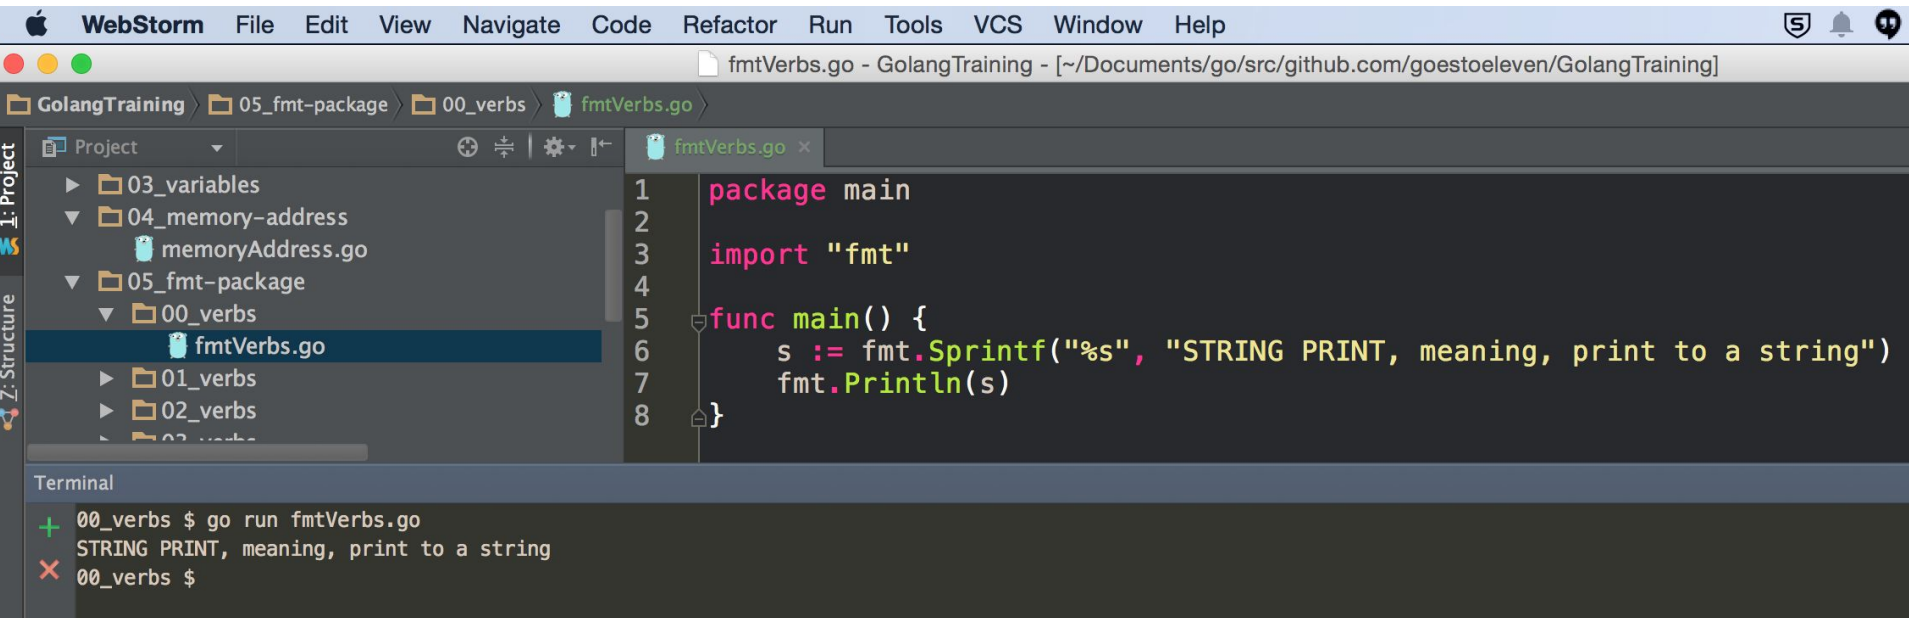 WebStorm File Edit View Navigate Code Refactor Run Tools VCS Window Help
fmtVerbs.go - GolangTraining - [~/Documents/go/src/github.com/goestoeleven/GolangTraining]
GolangTraining 05_fmt-package 00_verbs fmtVerbs.go
Project
fmtVerbs.go
1: Project
Z: Structure
03_variables
04_memory-address
memoryAddress.go
05_fmt-package
00_verbs
fmtVerbs.go
01_verbs
02_verbs
03_verbs
1 package main
2
3 import "fmt"
4
5 func main() {
6 s := fmt.Sprintf("%s", "STRING PRINT, meaning, print to a string")
7 fmt.Println(s)
8 }
Terminal
00_verbs $ go run fmtVerbs.go
STRING PRINT, meaning, print to a string
00_verbs $